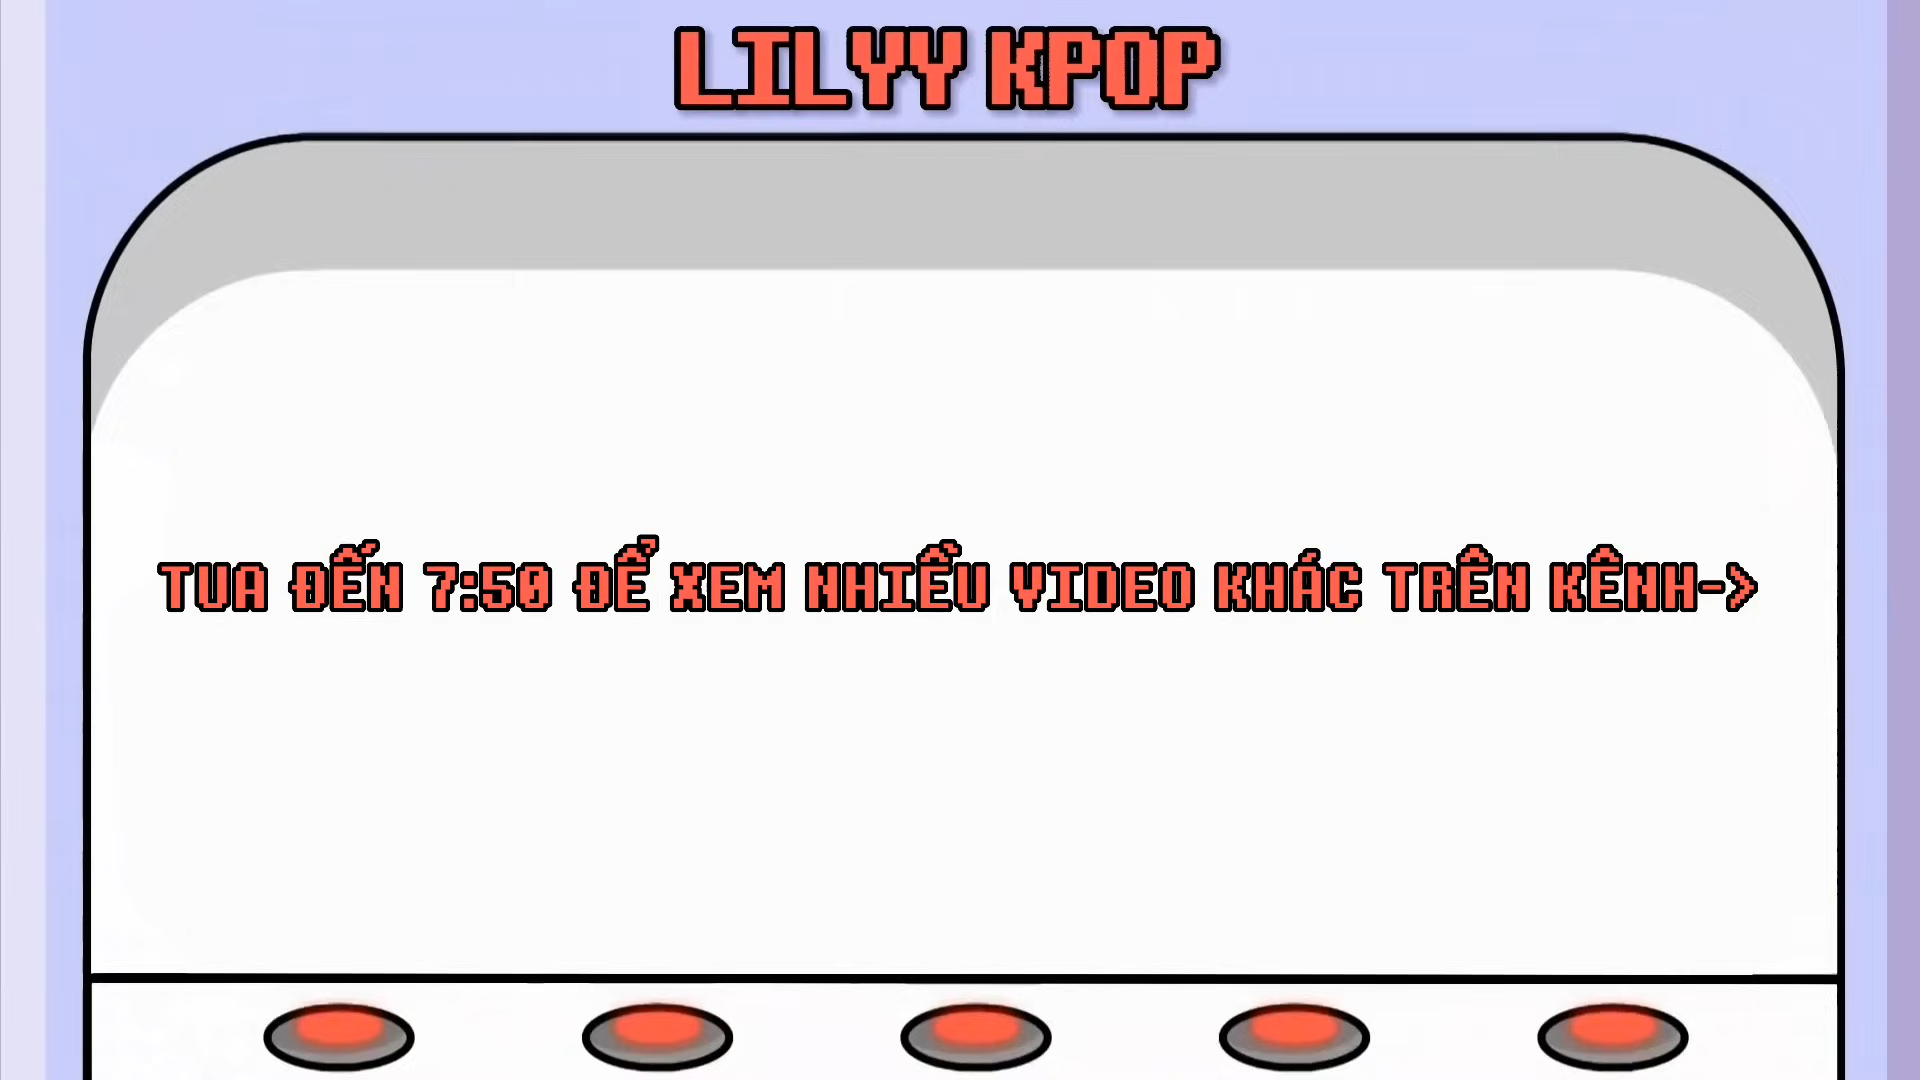 LILYY KPOP
TUA ĐẾN 7:50 ĐỂ XEM NHIỀU VIDEO KHÁC TRÊN KÊNH->